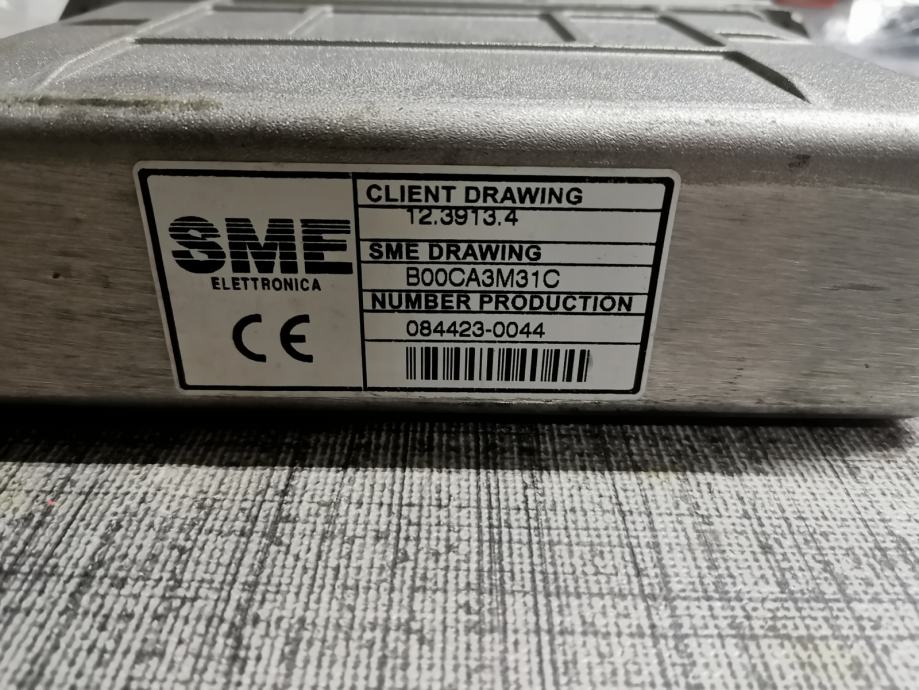 SME
ELETTRONICA
CE
CLIENT DRAWING
12.3913.4
SME DRAWING
B00CA3M31C
NUMBER PRODUCTION
084423-0044